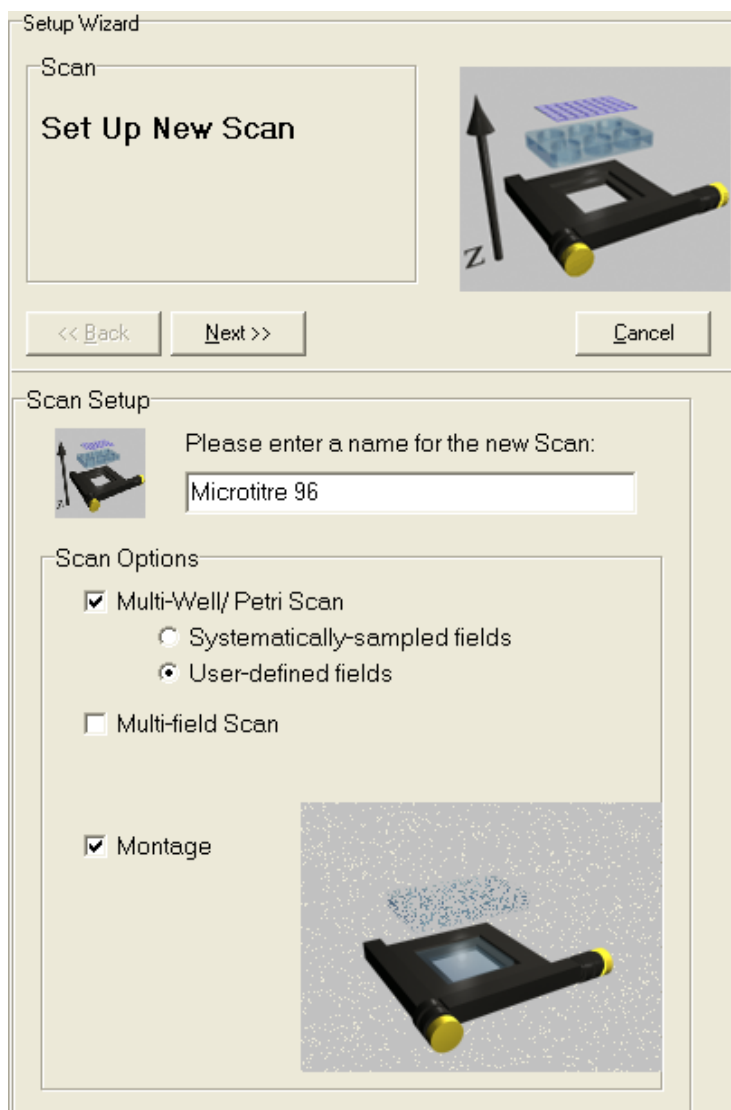 Setup Wizard
Scan
Set Up New Scan
Z
<< Back
Next >>
Cancel
Scan Setup
Z
Please enter a name for the new Scan:
Microtitre 96
Scan Options
Multi-Well/ Petri Scan
Systematically-sampled fields
User-defined fields
Multi-field Scan
Montage